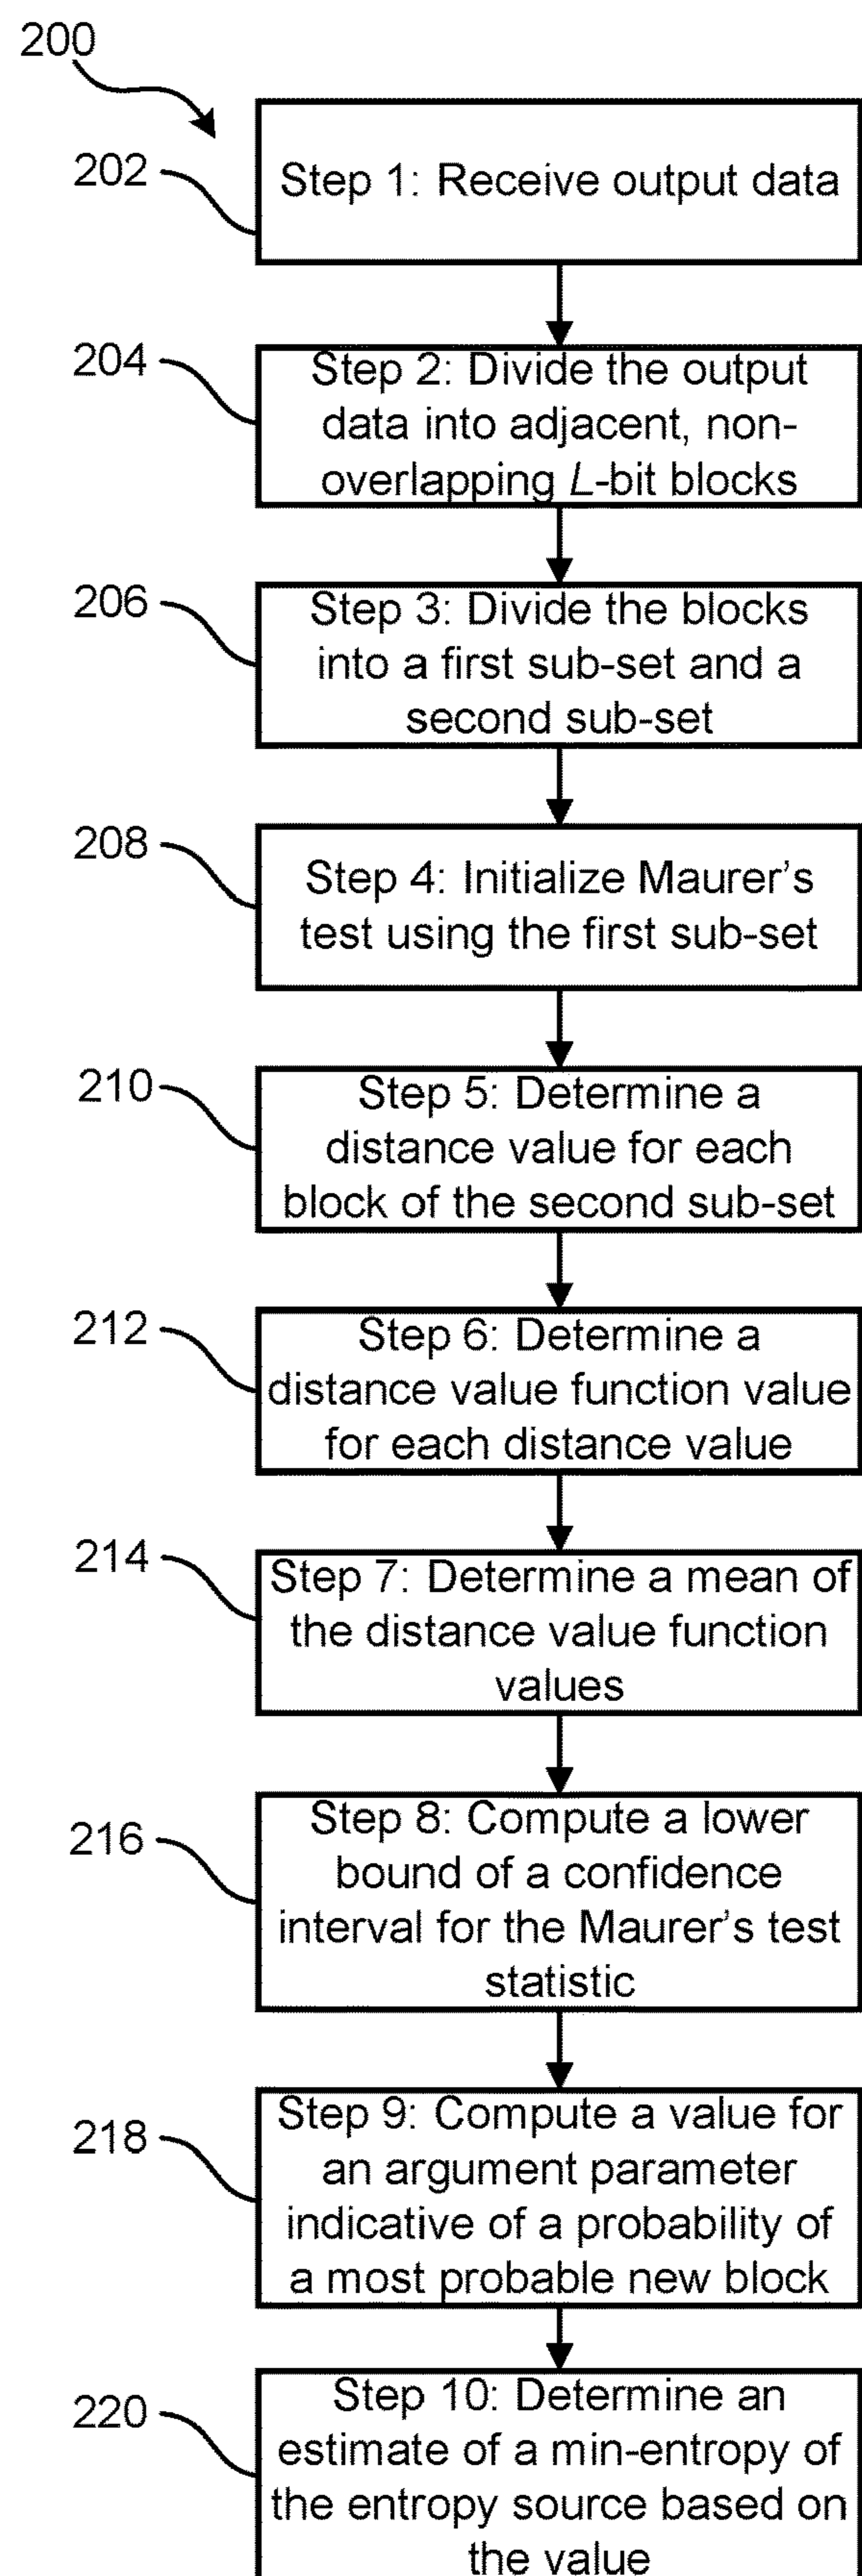 200
202
Step 1: Receive output data
204
Step 2: Divide the output
data into adjacent, non-
overlapping L-bit blocks
206
Step 3: Divide the blocks
into a first sub-set and a
second sub-set
208
Step 4: Initialize Maurer's
test using the first sub-set
210
Step 5: Determine a
distance value for each
block of the second sub-set
212
Step 6: Determine a
distance value function value
for each distance value
214
Step 7: Determine a mean of
the distance value function
values
216
Step 8: Compute a lower
bound of a confidence
interval for the Maurer's test
statistic
218
Step 9: Compute a value for
an argument parameter
indicative of a probability of
a most probable new block
220
Step 10: Determine an
estimate of a min-entropy of
the entropy source based on
the value